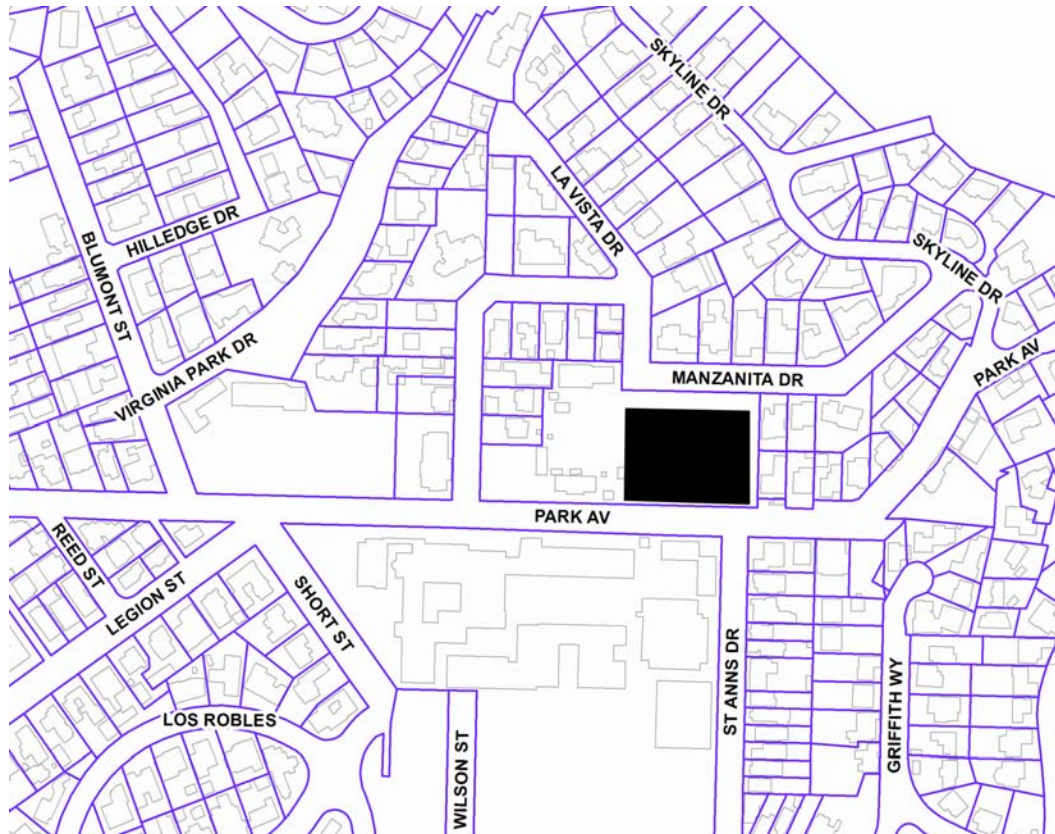 SKYLINE DR
LA VISTA DR
HILLEDGE DR
BLUMONT ST
SKYLINE DR
VIRGINIA PARK DR
MANZANITA DR
PARK AV
PARK AV
REED ST
LEGION ST
SHORT ST
LOS ROBLES
WILSON ST
ST ANNS DR
GRIFFITH WY